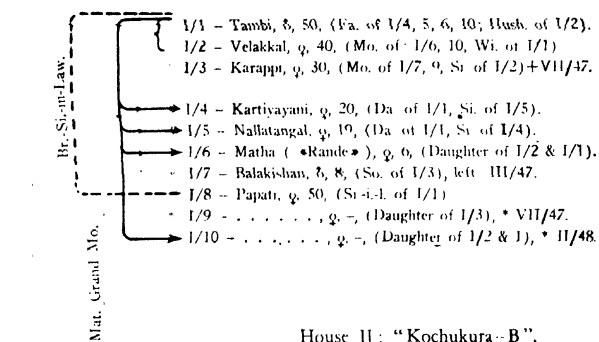 I/1 – Tambi, ♂, 50, (Fa. of I/4, 5, 6, 10; Hush. of I/2).
I/2 – Velakkal, ♀, 40, (Mo. of I/6, 10, Wi. of I/1)
I/3 – Karappi, ♀, 30, (Mo. of I/7, 9, Si of I/2)+VII/47.
I/4 – Kartiyayani, ♀, 20, (Da of I/1, Si. of I/5).
I/5 – Nallatangal, ♀, 19, (Da of I/1, Si of I/4).
I/6 – Matha ( «Rande» ), ♀, 6, (Daughter of I/2 & I/1).
I/7 – Balakishan, ♂, 8, (So. of I/3), left III/47.
I/8 – Papati, ♀, 50, (Si-i-l. of I/1)
I/9 – . . . . . . . , ♀, –, (Daughter of I/3), * VII/47.
I/10 – . . . . . . , ♀, –, (Daughter of I/2 & 1), * II/48.
Br.-Si.-in-Law.
Mat. Grand Mo.
House II: "Kochukura–B".